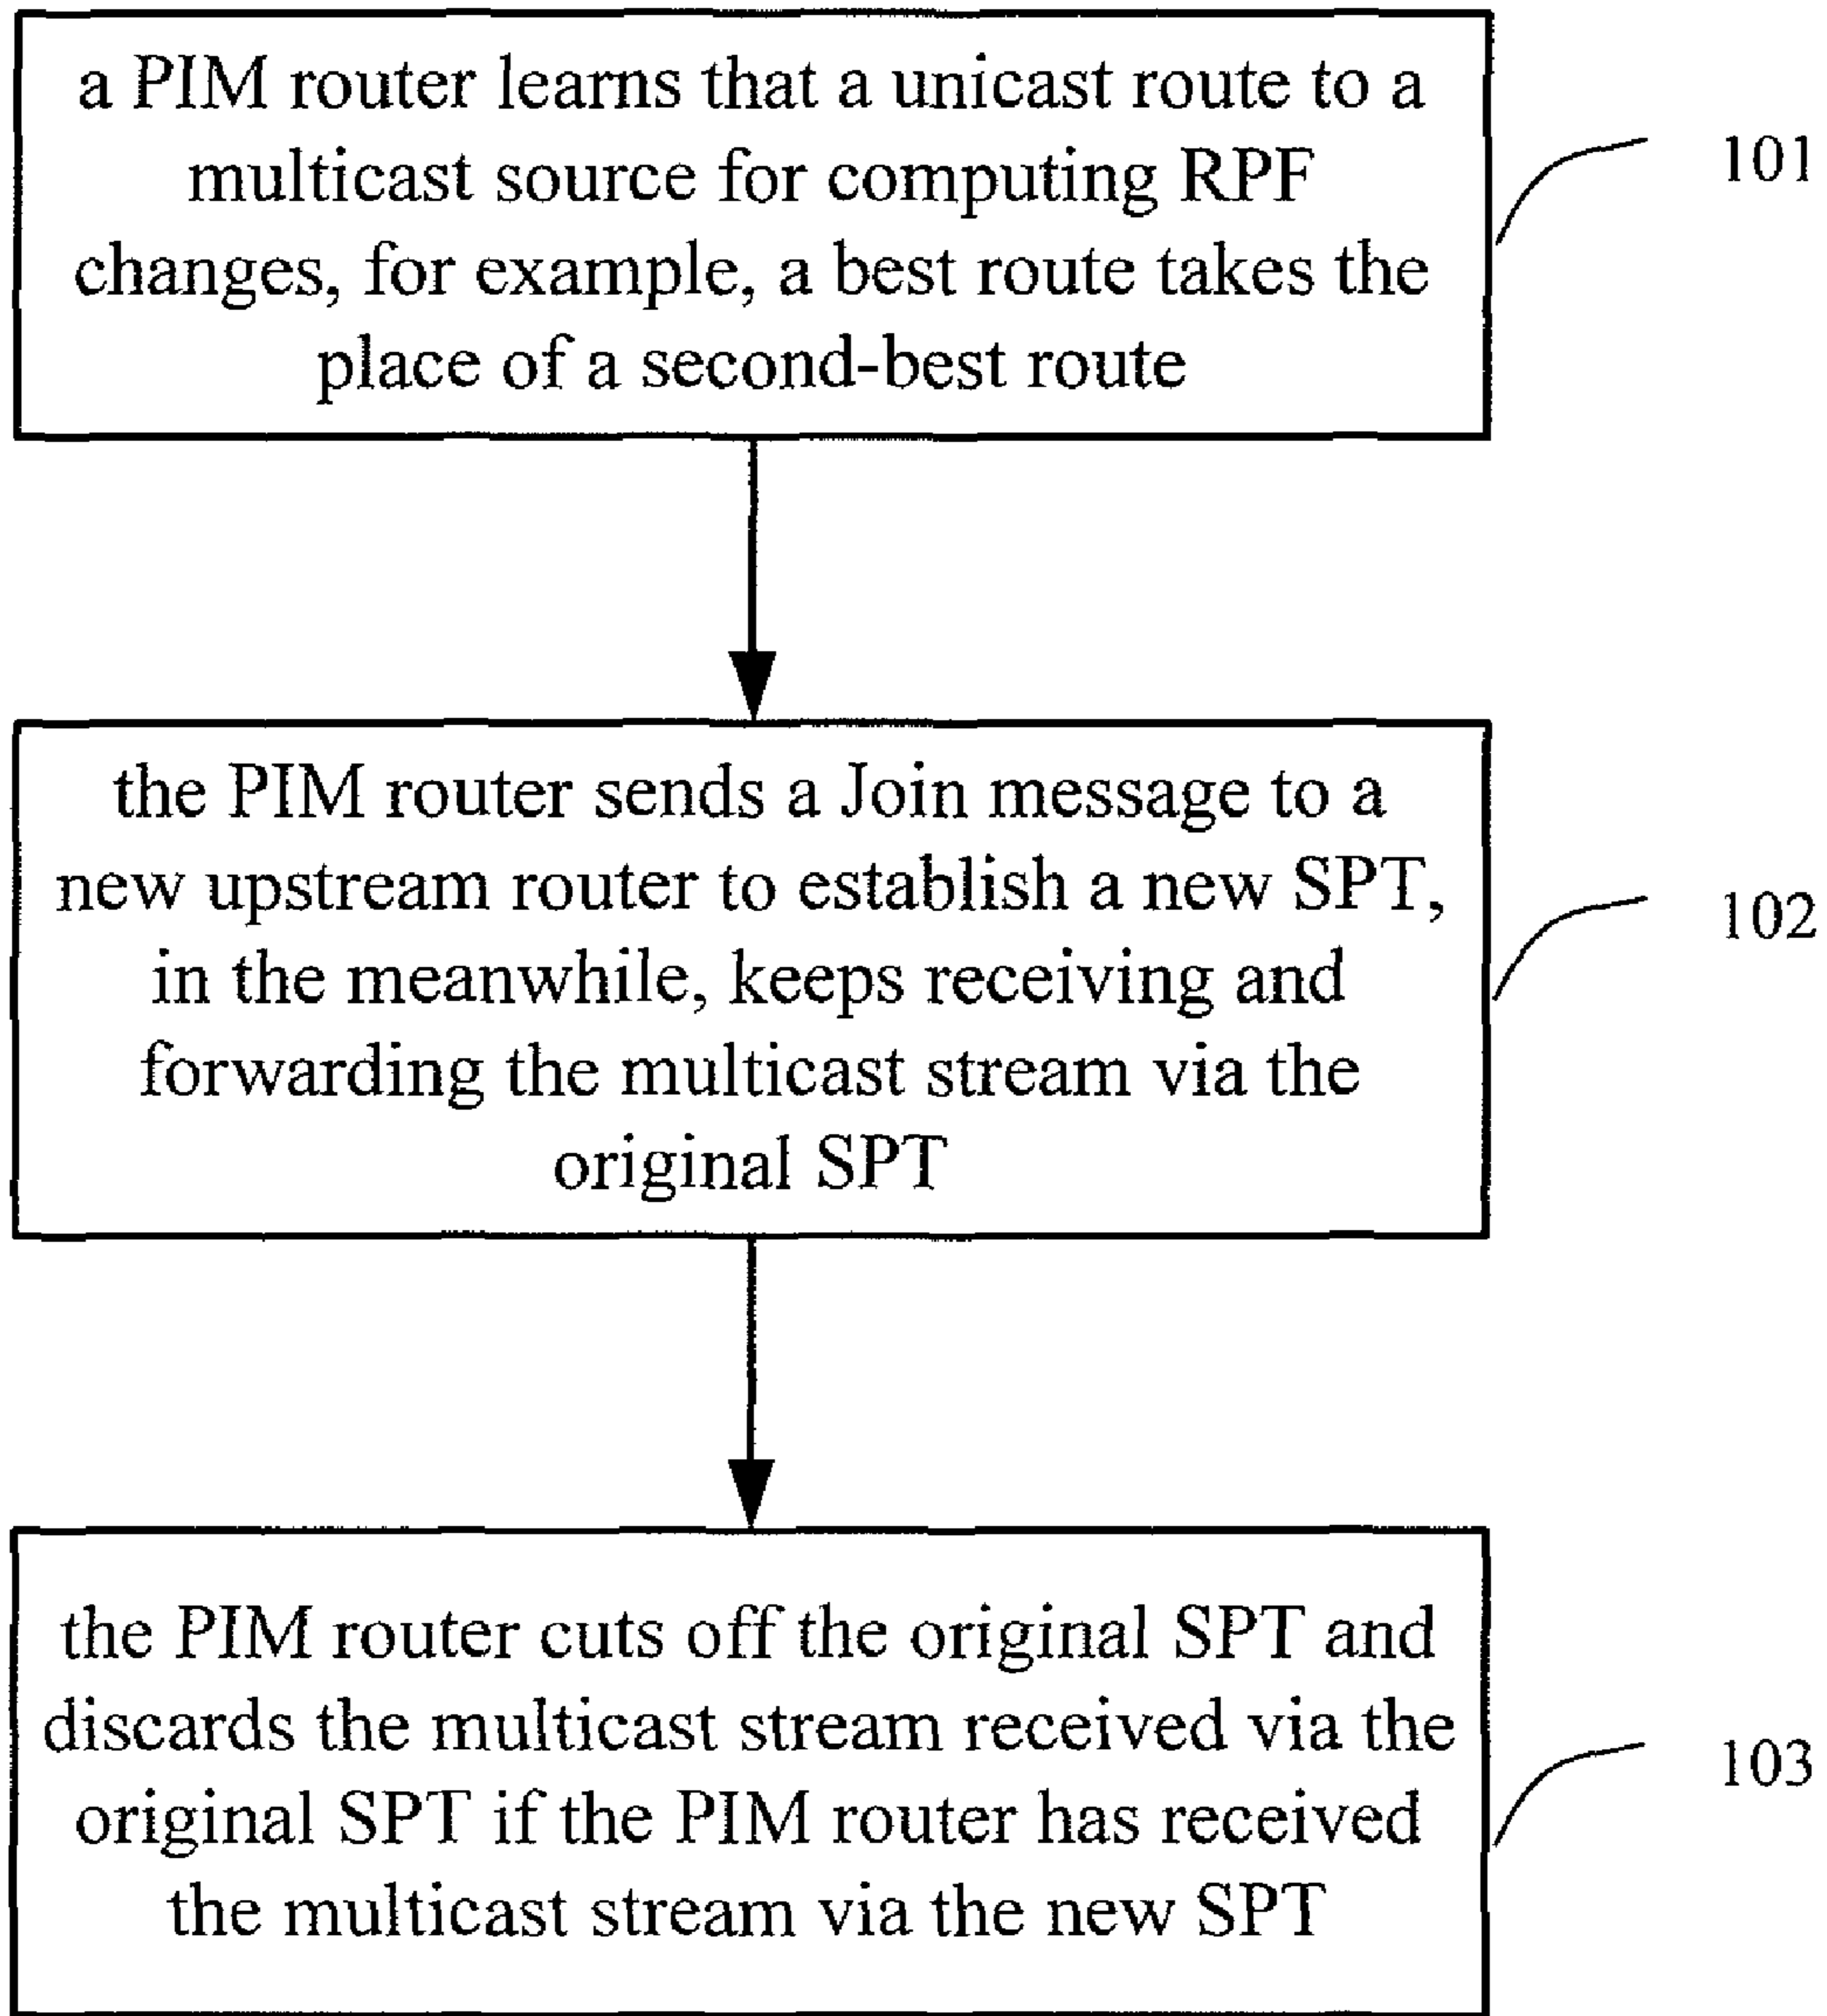 a PIM router learns that a unicast route to a
multicast source for computing RPF
changes, for example, a best route takes the
place of a second-best route
101
the PIM router sends a Join message to a
new upstream router to establish a new SPT,
in the meanwhile, keeps receiving and
forwarding the multicast stream via the
original SPT
102
the PIM router cuts off the original SPT and
discards the multicast stream received via the
original SPT if the PIM router has received
the multicast stream via the new SPT
103